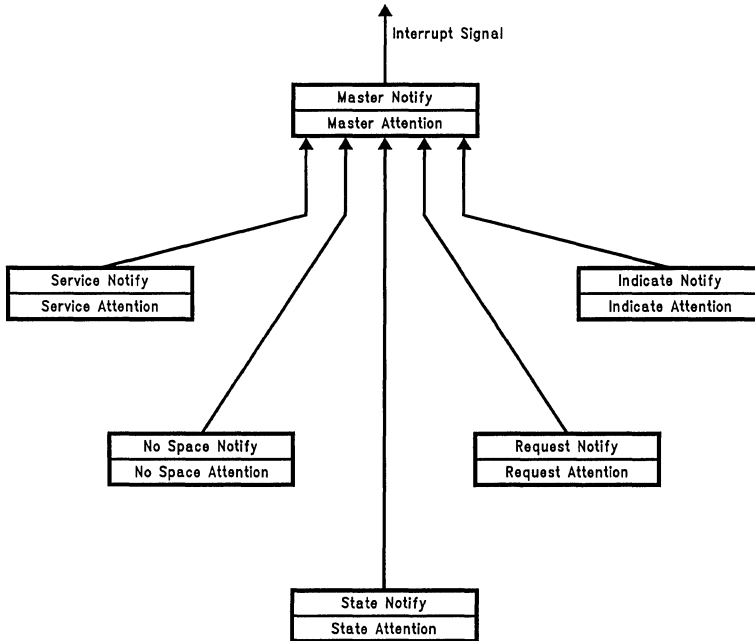 Interrupt Signal
Master Notify
Master Attention
Service Notify
Service Attention
Indicate Notify
Indicate Attention
No Space Notify
No Space Attention
Request Notify
Request Attention
State Notify
State Attention